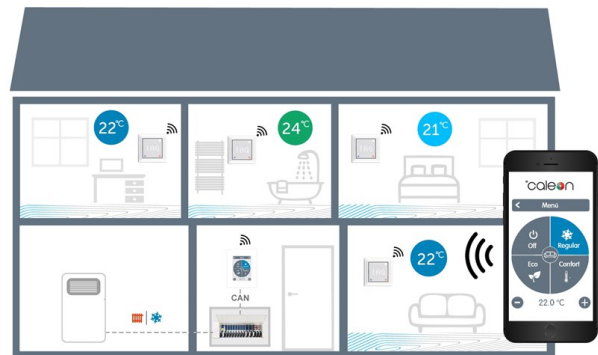 22°C
24°C
21°C
°caleon
Menú
Off
Regular
Eco
Confort
22.0 °C
22°C
CAN